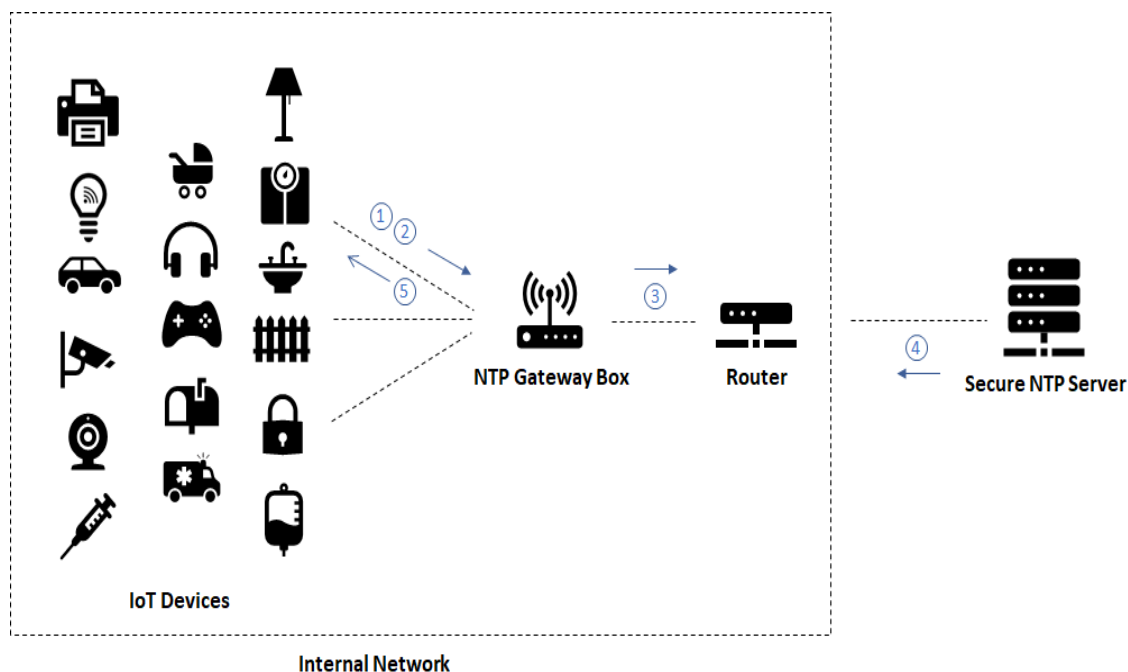 1
2
5
3
4
NTP Gateway Box
Router
Secure NTP Server
IoT Devices
Internal Network